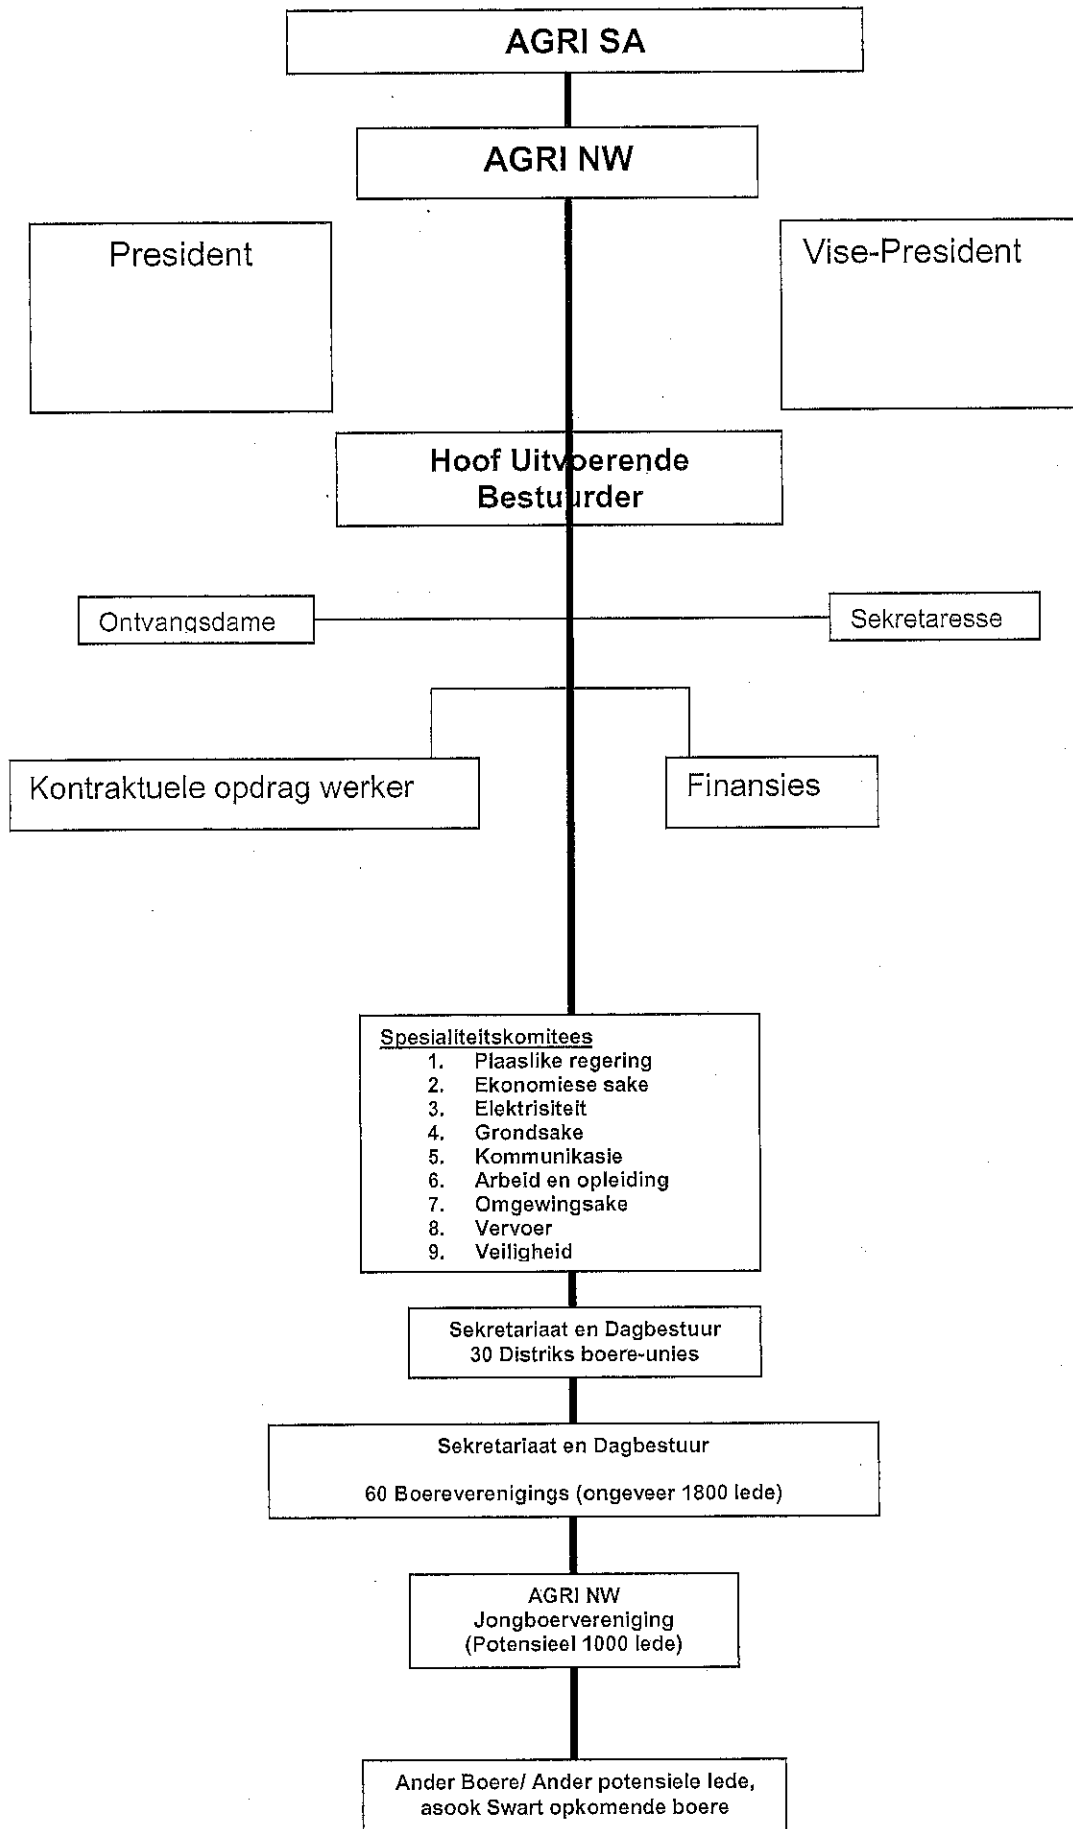 AGRI SA
AGRI NW
President
Vise-President
Hoof Uitvoerende
Bestuurder
Ontvangsdame
Sekretaresse
Kontraktuele opdrag werker
Finansies
Spesialiteitskomitees
1. Plaaslike regering
2. Ekonomiese sake
3. Elektrisiteit
4. Grondsake
5. Kommunikasie
6. Arbeid en opleiding
7. Omgewingsake
8. Vervoer
9. Veiligheid
Sekretariaat en Dagbestuur
30 Distriks boere-unies
Sekretariaat en Dagbestuur
60 Boereverenigings (ongeveer 1800 lede)
AGRI NW
Jongboervereniging
(Potensieel 1000 lede)
Ander Boere/ Ander potensiele lede,
asook Swart opkomende boere